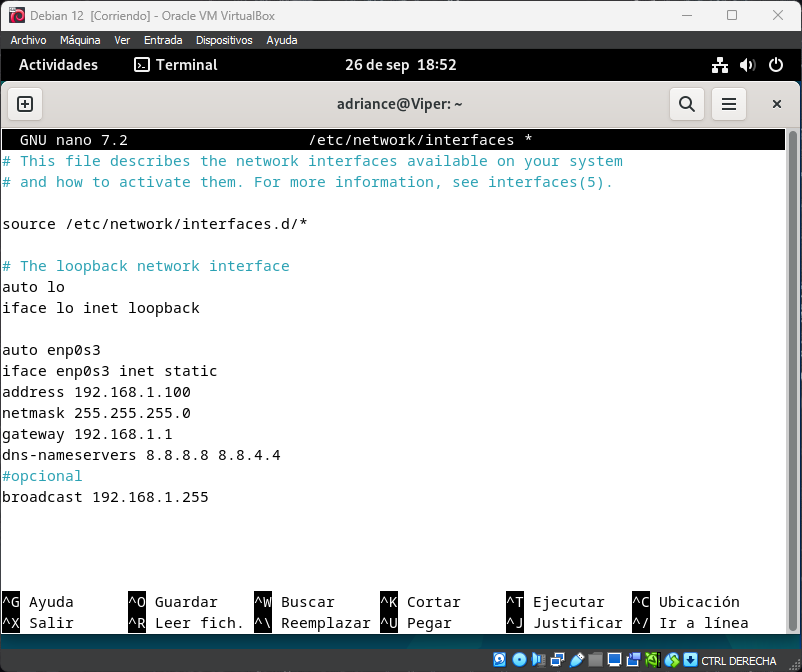 Debian 12 [Corriendo] - Oracle VM VirtualBox
Archivo Máquina Ver Entrada Dispositivos Ayuda
Actividades Terminal 26 de sep 18:52
adriance@Viper: ~
GNU nano 7.2 /etc/network/interfaces *
# This file describes the network interfaces available on your system
# and how to activate them. For more information, see interfaces(5).
source /etc/network/interfaces.d/*
# The loopback network interface
auto lo
iface lo inet loopback
auto enp0s3
iface enp0s3 inet static
address 192.168.1.100
netmask 255.255.255.0
gateway 192.168.1.1
dns-nameservers 8.8.8.8 8.8.4.4
#opcional
broadcast 192.168.1.255
^G Ayuda ^O Guardar ^W Buscar ^K Cortar ^T Ejecutar ^C Ubicación
^X Salir ^R Leer fich. ^\ Reemplazar ^U Pegar ^J Justificar ^/ Ir a línea
CTRL DERECHA